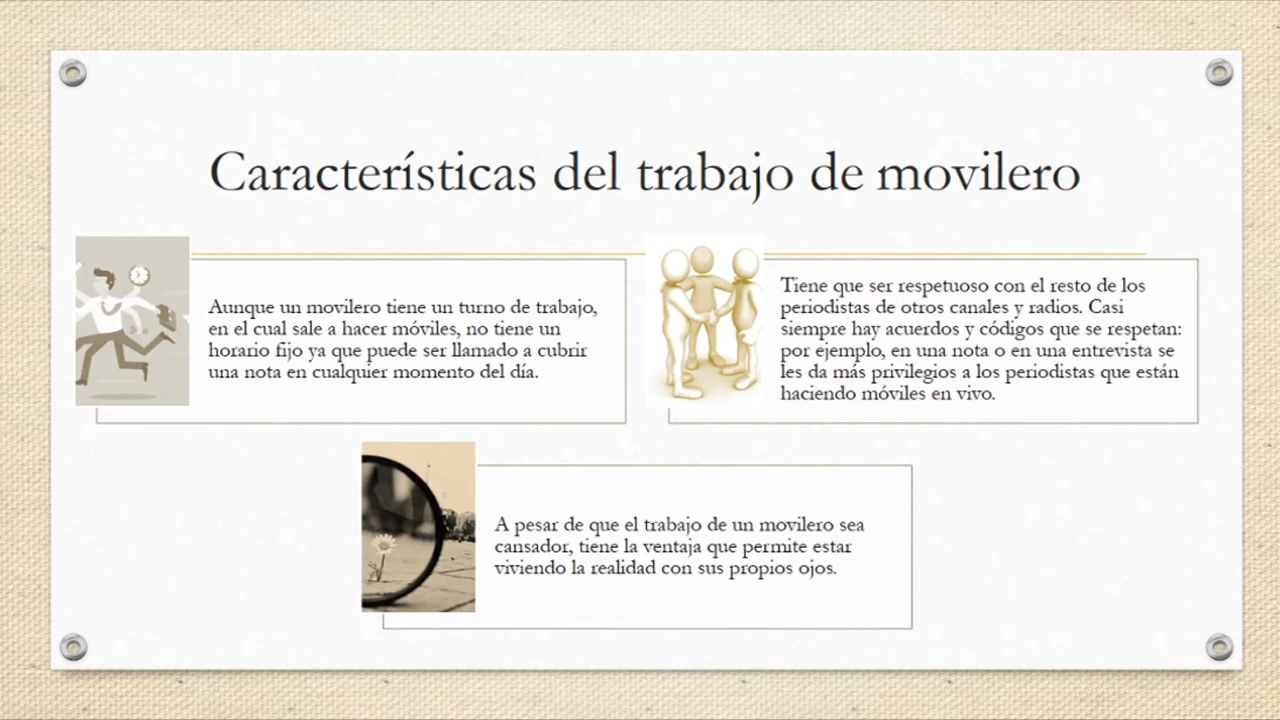 Características del trabajo de movilero
Aunque un movilero tiene un turno de trabajo,
en el cual sale a hacer móviles, no tiene un
horario fijo ya que puede ser llamado a cubrir
una nota en cualquier momento del día.
Tiene que ser respetuoso con el resto de los
periodistas de otros canales y radios. Casi
siempre hay acuerdos y códigos que se respetan:
por ejemplo, en una nota o en una entrevista se
les da más privilegios a los periodistas que están
haciendo móviles en vivo.
A pesar de que el trabajo de un movilero sea
cansador, tiene la ventaja que permite estar
viviendo la realidad con sus propios ojos.